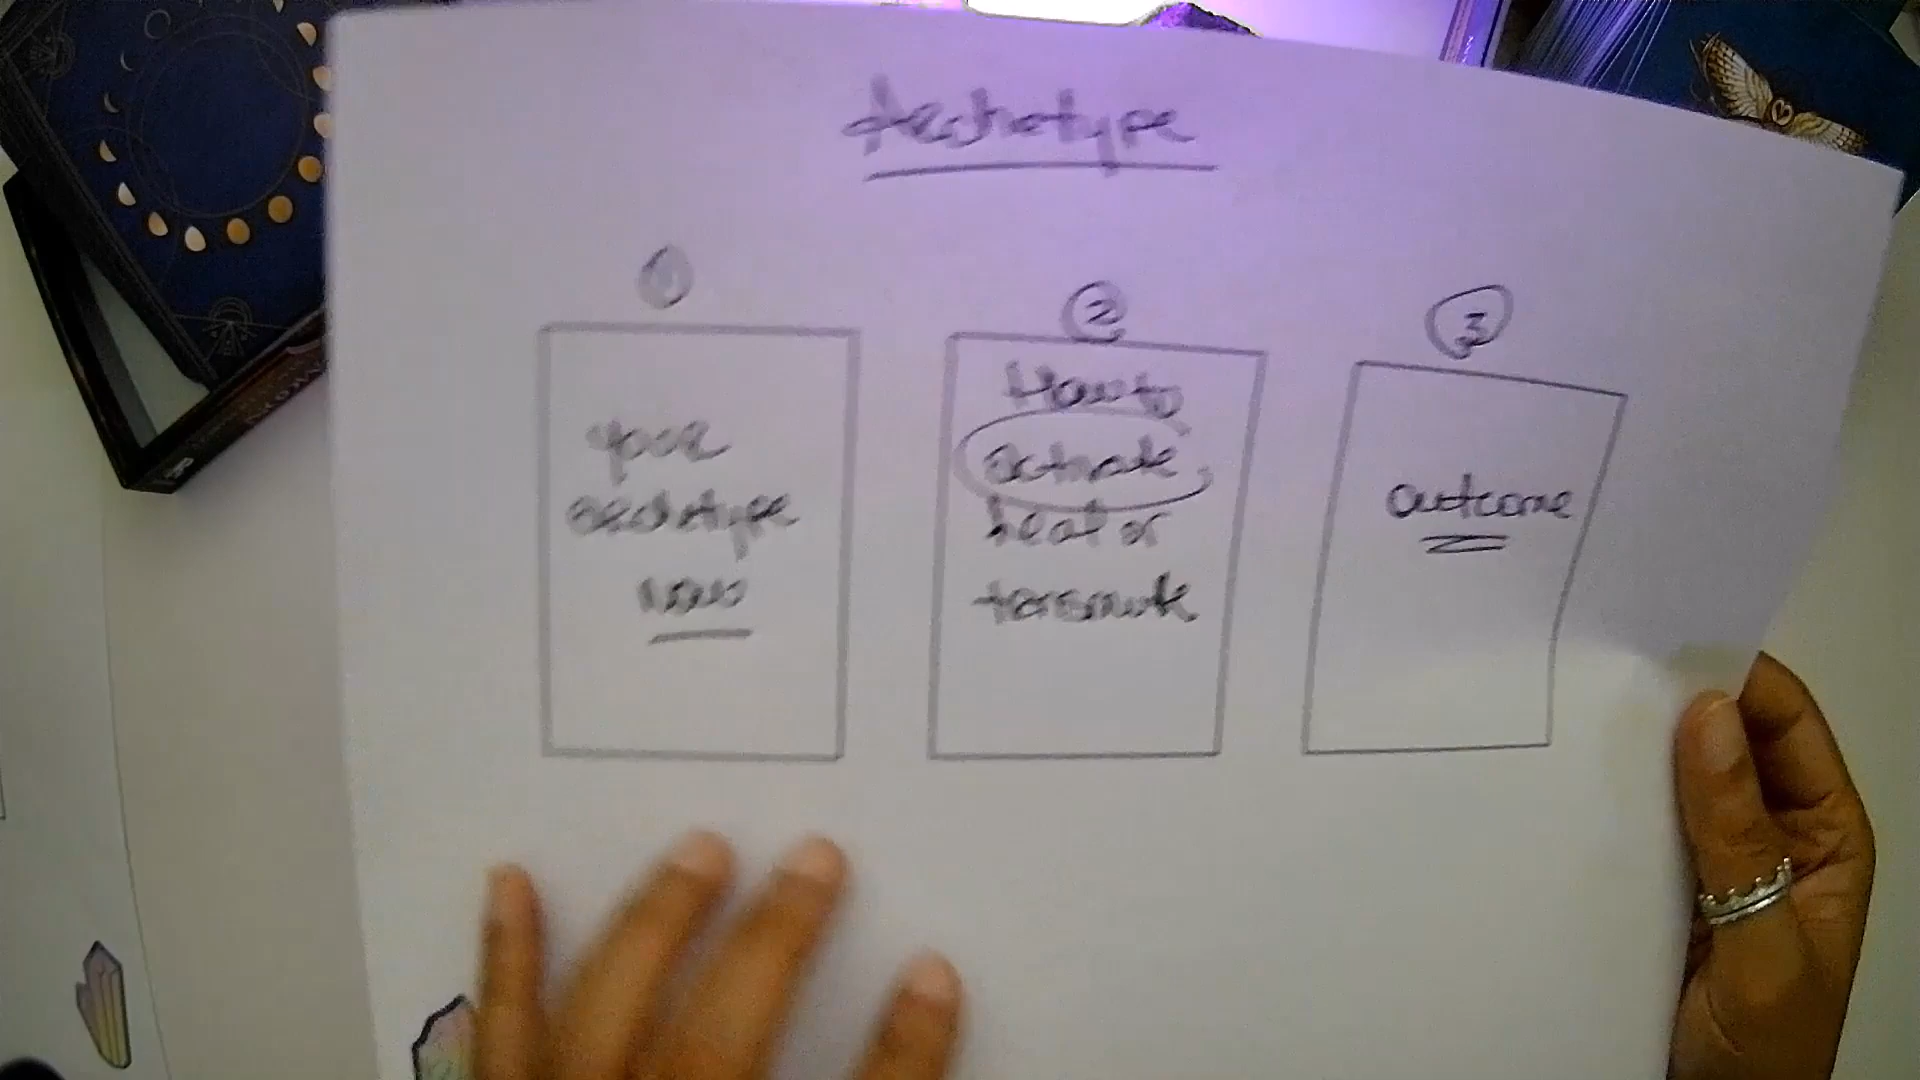 Archetype
1
2
3
your
archetype
now
How to
activate,
heal or
transmute
outcome